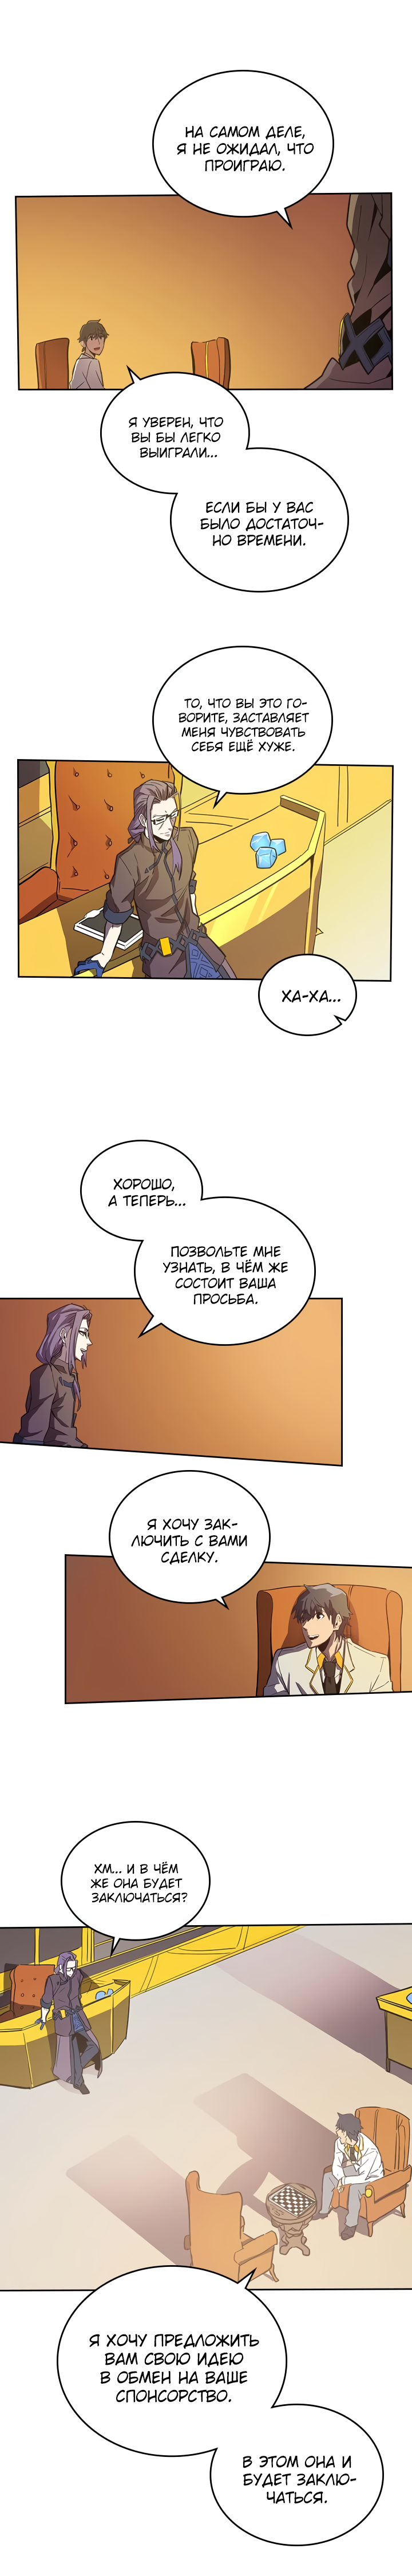 НА САМОМ ДЕЛЕ,
Я НЕ ОЖИДАЛ, ЧТО
ПРОИГРАЮ.
Я УВЕРЕН, ЧТО
ВЫ БЫ ЛЕГКО
ВЫИГРАЛИ...
ЕСЛИ БЫ У ВАС
БЫЛО ДОСТАТОЧ-
НО ВРЕМЕНИ.
ТО, ЧТО ВЫ ЭТО ГО-
ВОРИТЕ, ЗАСТАВЛЯЕТ
МЕНЯ ЧУВСТВОВАТЬ
СЕБЯ ЕЩЁ ХУЖЕ.
ХА-ХА...
ХОРОШО,
А ТЕПЕРЬ...
ПОЗВОЛЬТЕ МНЕ
УЗНАТЬ, В ЧЁМ ЖЕ
СОСТОИТ ВАША
ПРОСЬБА.
Я ХОЧУ ЗАК-
ЛЮЧИТЬ С ВАМИ
СДЕЛКУ.
ХМ... И В ЧЁМ
ЖЕ ОНА БУДЕТ
ЗАКЛЮЧАТЬСЯ?
Я ХОЧУ ПРЕДЛОЖИТЬ
ВАМ СВОЮ ИДЕЮ
В ОБМЕН НА ВАШЕ
СПОНСОРСТВО.
В ЭТОМ ОНА И
БУДЕТ ЗАКЛЮ-
ЧАТЬСЯ.